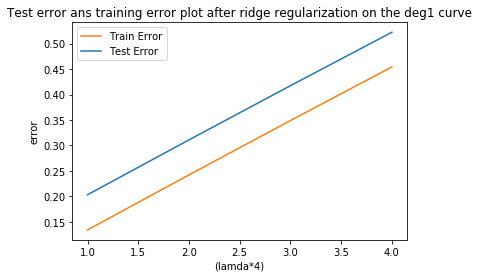 Test error ans training error plot after ridge regularization on the deg1 curve
Train Error
Test Error
0.50
0.45
0.40
0.35
0.30
0.25
0.20
0.15
error
1.0 1.5 2.0 2.5 3.0 3.5 4.0
(lamda*4)